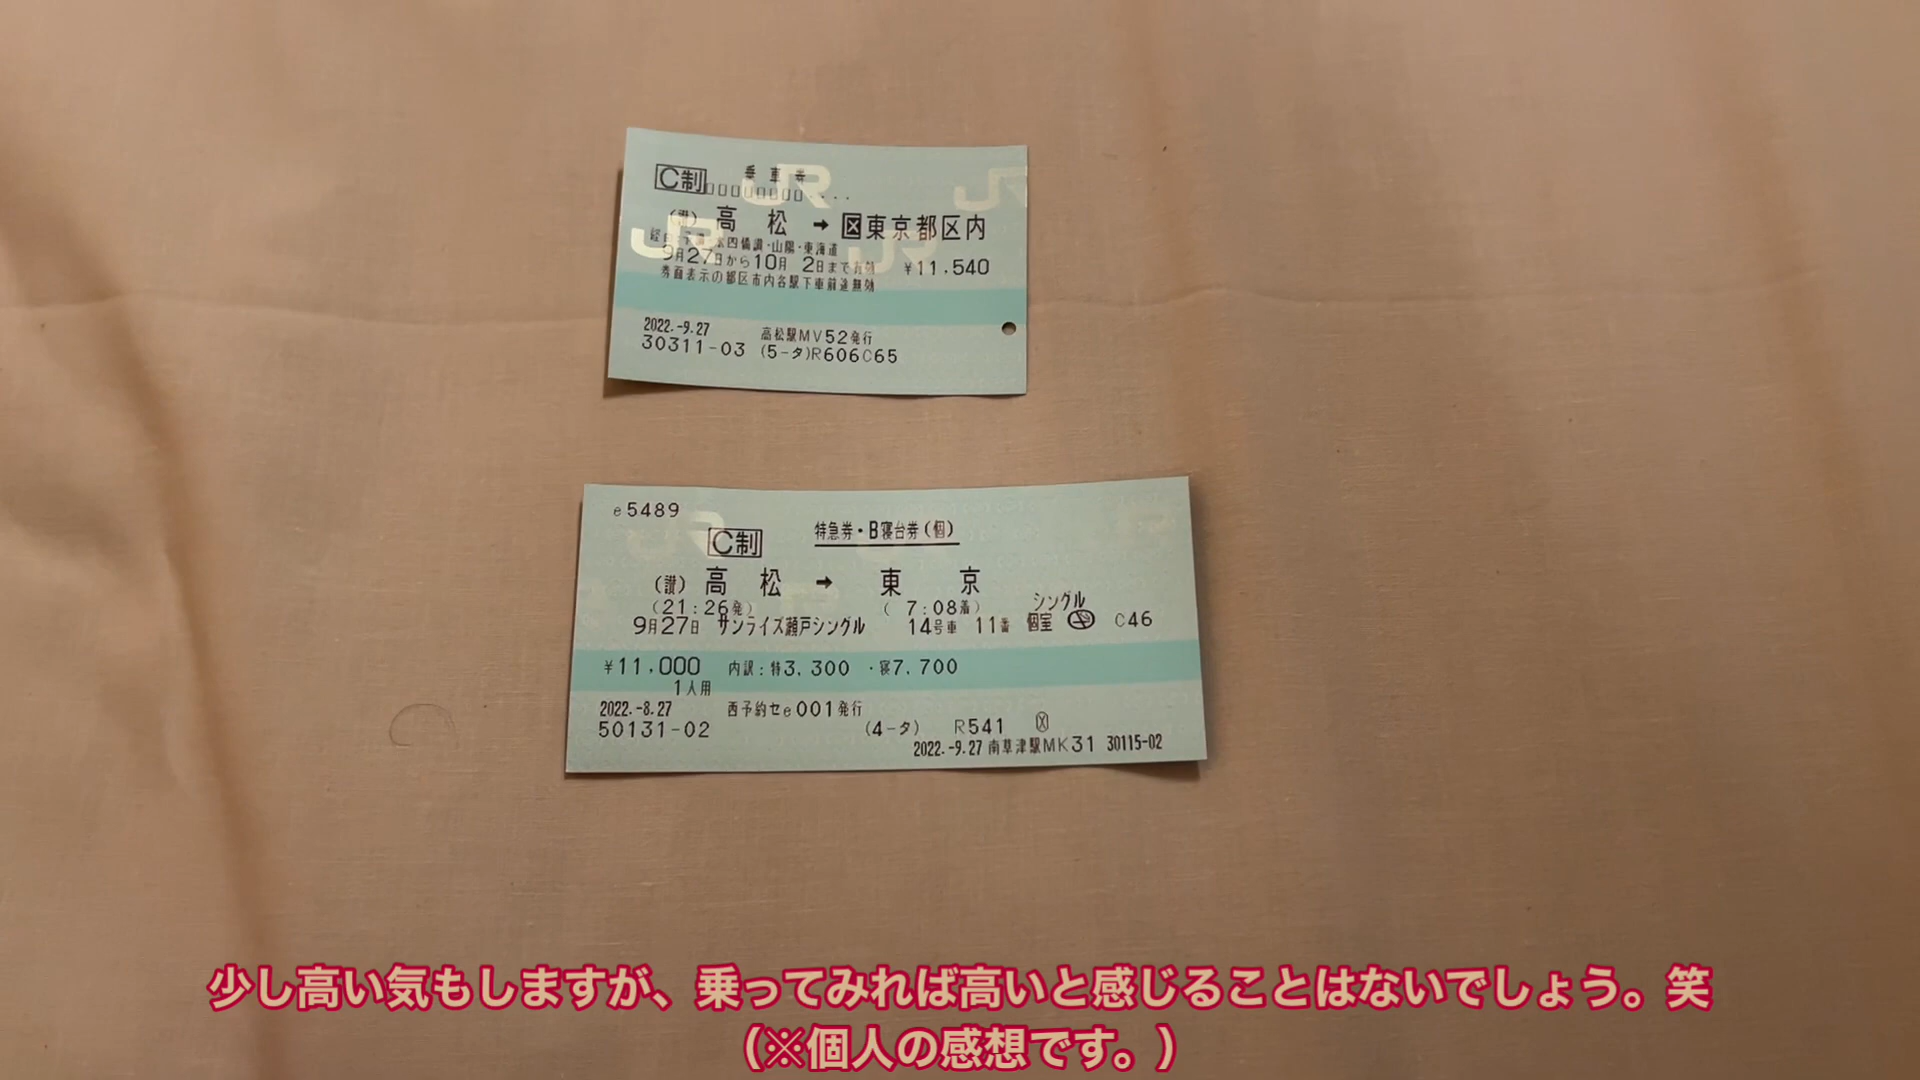 C制
乗車券
(讃) 高松 → 区東京都区内
四橋讃・山陽・東海道
9月27日から10月 2日まで有効 ¥11,540
券面表示の都区市内各駅下車前途無効
2022.-9.27 高松駅MV52発行
30311-03 (5-タ)R606C65
e5489
C制 特急券・B寝台券(個)
(讃) 高松 → 東京
(21:26発) ( 7:08着) シングル
9月27日 サンライズ瀬戸シングル 14号車 11番 個室 C46
¥11,000 内訳:特3,300 ・寝7,700
1人用
2022.-8.27 西予約セe001発行
50131-02 (4-タ) R541
2022.-9.27 南草津駅MK31 30115-02
少し高い気もしますが、乗ってみれば高いと感じることはないでしょう。笑
(※個人の感想です。)